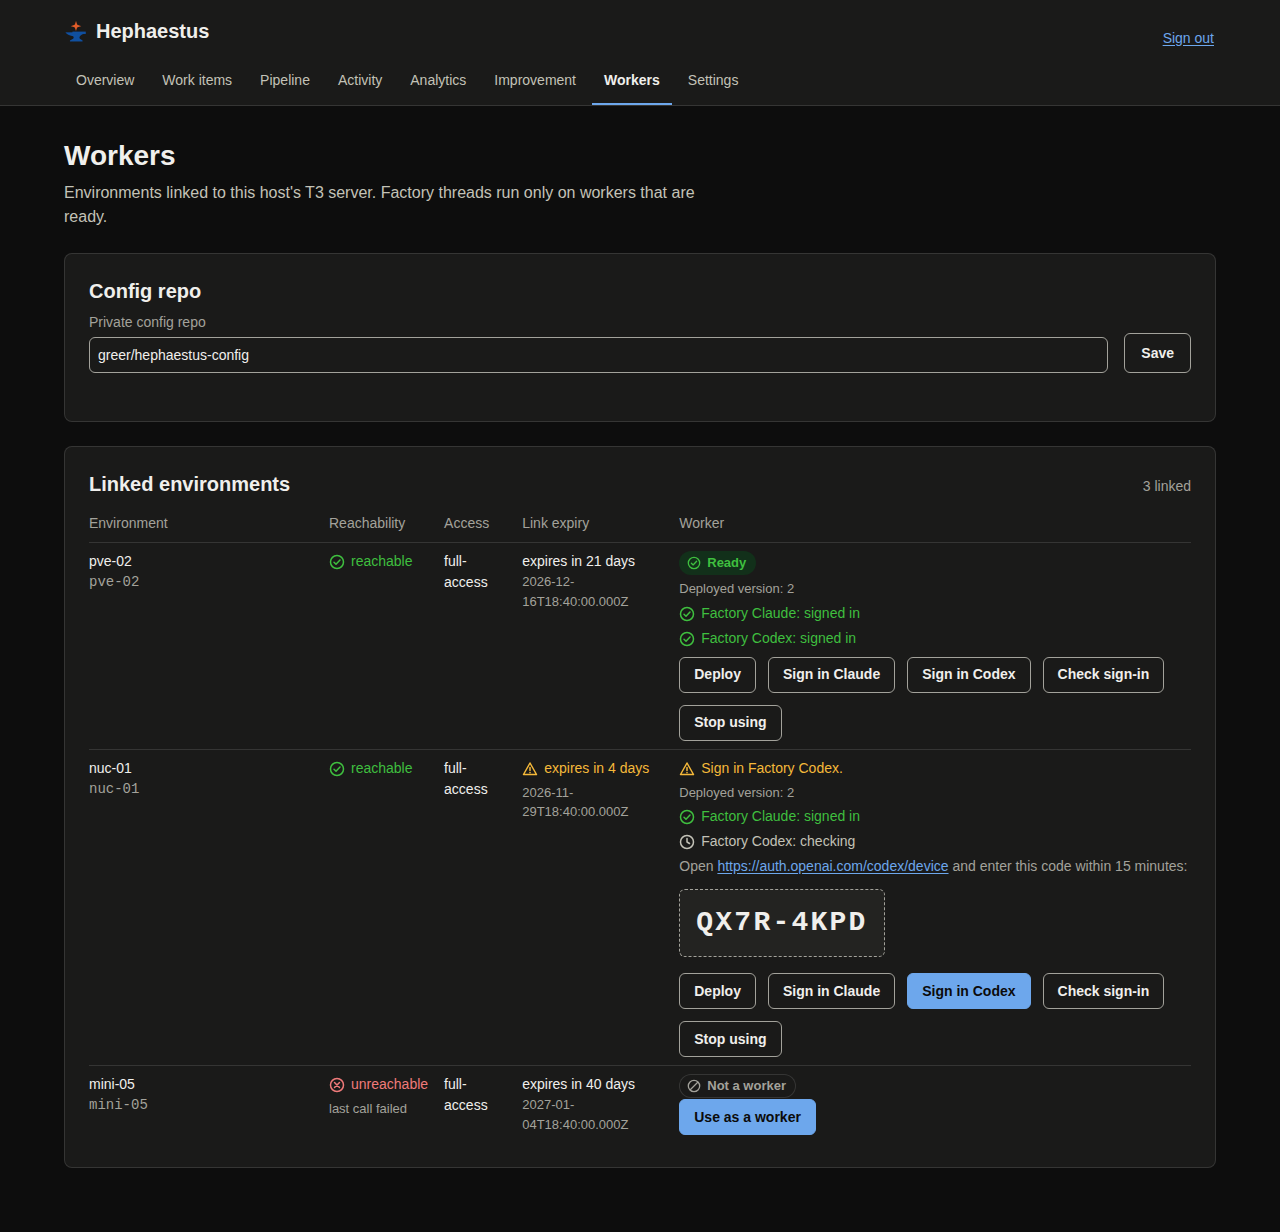 Hephaestus
Sign out
Overview Work items Pipeline Activity Analytics Improvement Workers Settings
Workers
Environments linked to this host's T3 server. Factory threads run only on workers that are
ready.
Config repo
Private config repo
greer/hephaestus-config
Save
Linked environments
3 linked
Environment Reachability Access Link expiry Worker
pve-02
pve-02
reachable
full-
access
expires in 21 days
2026-12-
16T18:40:00.000Z
Ready
Deployed version: 2
Factory Claude: signed in
Factory Codex: signed in
Deploy Sign in Claude Sign in Codex Check sign-in
Stop using
nuc-01
nuc-01
reachable
full-
access
expires in 4 days
2026-11-
29T18:40:00.000Z
Sign in Factory Codex.
Deployed version: 2
Factory Claude: signed in
Factory Codex: checking
Open https://auth.openai.com/codex/device and enter this code within 15 minutes:
QX7R-4KPD
Deploy Sign in Claude Sign in Codex Check sign-in
Stop using
mini-05
mini-05
unreachable
last call failed
full-
access
expires in 40 days
2027-01-
04T18:40:00.000Z
Not a worker
Use as a worker